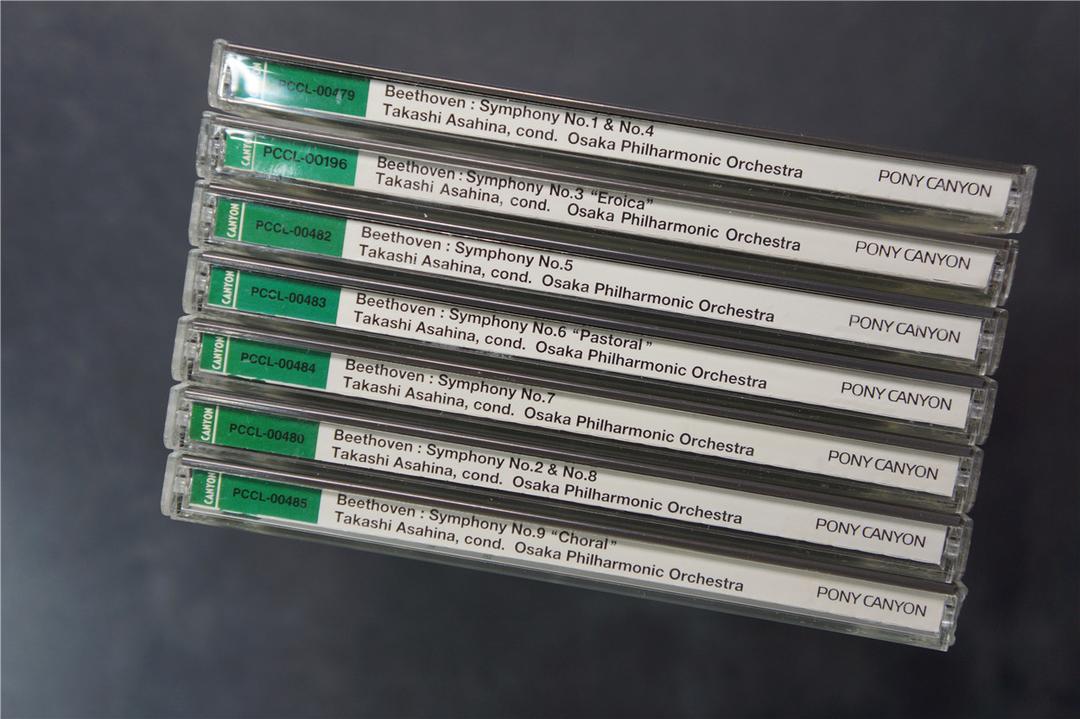 CANYON
PCCL-00479
Beethoven : Symphony No.1 & No.4
Takashi Asahina, cond. Osaka Philharmonic Orchestra
PONY CANYON
CANYON
PCCL-00196
Beethoven : Symphony No.3 “Eroica”
Takashi Asahina, cond. Osaka Philharmonic Orchestra
PONY CANYON
CANYON
PCCL-00482
Beethoven : Symphony No.5
Takashi Asahina, cond. Osaka Philharmonic Orchestra
PONY CANYON
CANYON
PCCL-00483
Beethoven : Symphony No.6 “Pastoral”
Takashi Asahina, cond. Osaka Philharmonic Orchestra
PONY CANYON
CANYON
PCCL-00484
Beethoven : Symphony No.7
Takashi Asahina, cond. Osaka Philharmonic Orchestra
PONY CANYON
CANYON
PCCL-00480
Beethoven : Symphony No.2 & No.8
Takashi Asahina, cond. Osaka Philharmonic Orchestra
PONY CANYON
CANYON
PCCL-00485
Beethoven : Symphony No.9 “Choral”
Takashi Asahina, cond. Osaka Philharmonic Orchestra
PONY CANYON